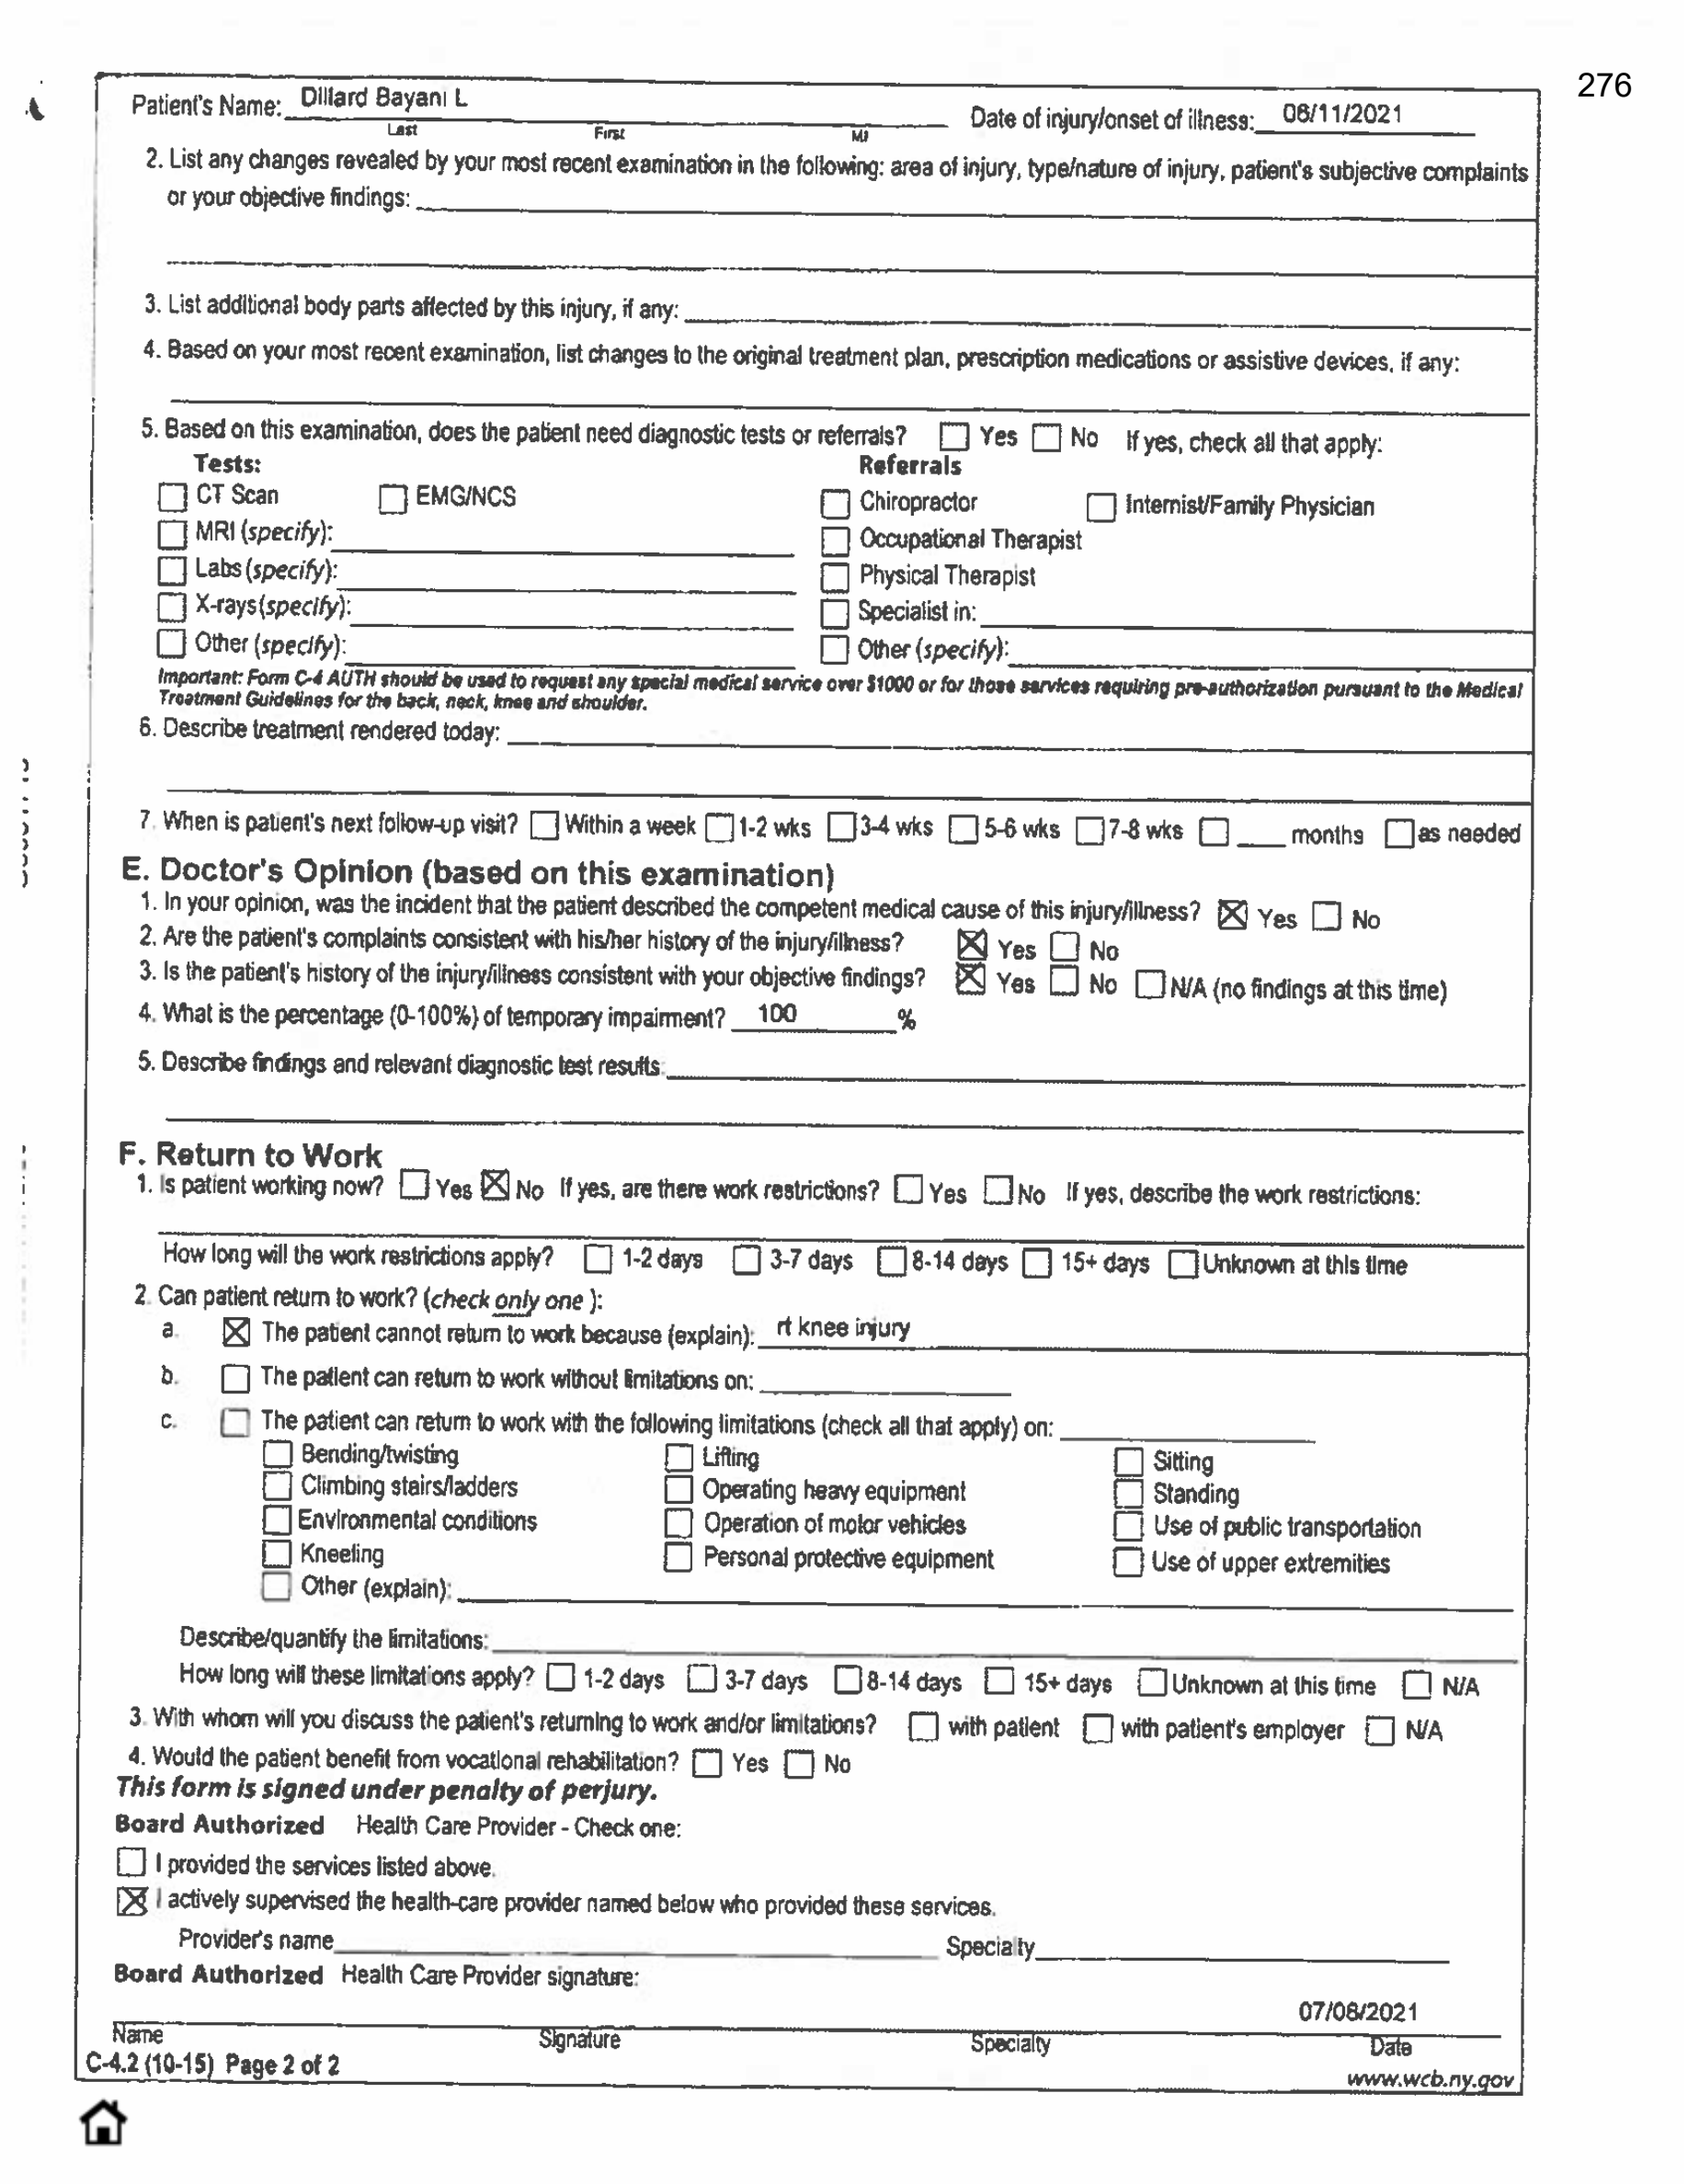 276
Patient's Name: Dillard Bayani L Date of injury/onset of illness: 06/11/2021
Last First MI
2. List any changes revealed by your most recent examination in the following: area of injury, type/nature of injury, patient's subjective complaints
or your objective findings:
3. List additional body parts affected by this injury, if any:
4. Based on your most recent examination, list changes to the original treatment plan, prescription medications or assistive devices, if any:
5. Based on this examination, does the patient need diagnostic tests or referrals? ☐ Yes ☐ No If yes, check all that apply:
Tests: Referrals
☐ CT Scan ☐ EMG/NCS ☐ Chiropractor ☐ Internist/Family Physician
☐ MRI (specify): ☐ Occupational Therapist
☐ Labs (specify): ☐ Physical Therapist
☐ X-rays (specify): ☐ Specialist in:
☐ Other (specify): ☐ Other (specify):
Important: Form C-4 AUTH should be used to request any special medical service over $1000 or for those services requiring pre-authorization pursuant to the Medical
Treatment Guidelines for the back, neck, knee and shoulder.
6. Describe treatment rendered today:
7. When is patient's next follow-up visit? ☐ Within a week ☐ 1-2 wks ☐ 3-4 wks ☐ 5-6 wks ☐ 7-8 wks ☐ ____ months ☐ as needed
E. Doctor's Opinion (based on this examination)
1. In your opinion, was the incident that the patient described the competent medical cause of this injury/illness? ☒ Yes ☐ No
2. Are the patient's complaints consistent with his/her history of the injury/illness? ☒ Yes ☐ No
3. Is the patient's history of the injury/illness consistent with your objective findings? ☒ Yes ☐ No ☐ N/A (no findings at this time)
4. What is the percentage (0-100%) of temporary impairment? 100 %
5. Describe findings and relevant diagnostic test results:
F. Return to Work
1. Is patient working now? ☐ Yes ☒ No If yes, are there work restrictions? ☐ Yes ☐ No If yes, describe the work restrictions:
How long will the work restrictions apply? ☐ 1-2 days ☐ 3-7 days ☐ 8-14 days ☐ 15+ days ☐ Unknown at this time
2. Can patient return to work? (check only one ):
a. ☒ The patient cannot return to work because (explain): rt knee injury
b. ☐ The patient can return to work without limitations on:
c. ☐ The patient can return to work with the following limitations (check all that apply) on:
☐ Bending/twisting ☐ Lifting ☐ Sitting
☐ Climbing stairs/ladders ☐ Operating heavy equipment ☐ Standing
☐ Environmental conditions ☐ Operation of motor vehicles ☐ Use of public transportation
☐ Kneeling ☐ Personal protective equipment ☐ Use of upper extremities
☐ Other (explain):
Describe/quantify the limitations:
How long will these limitations apply? ☐ 1-2 days ☐ 3-7 days ☐ 8-14 days ☐ 15+ days ☐ Unknown at this time ☐ N/A
3. With whom will you discuss the patient's returning to work and/or limitations? ☐ with patient ☐ with patient's employer ☐ N/A
4. Would the patient benefit from vocational rehabilitation? ☐ Yes ☐ No
This form is signed under penalty of perjury.
Board Authorized Health Care Provider - Check one:
☐ I provided the services listed above.
☒ I actively supervised the health-care provider named below who provided these services.
Provider's name Specialty
Board Authorized Health Care Provider signature:
07/08/2021
Name Signature Specialty Date
C-4.2 (10-15) Page 2 of 2
www.wcb.ny.gov